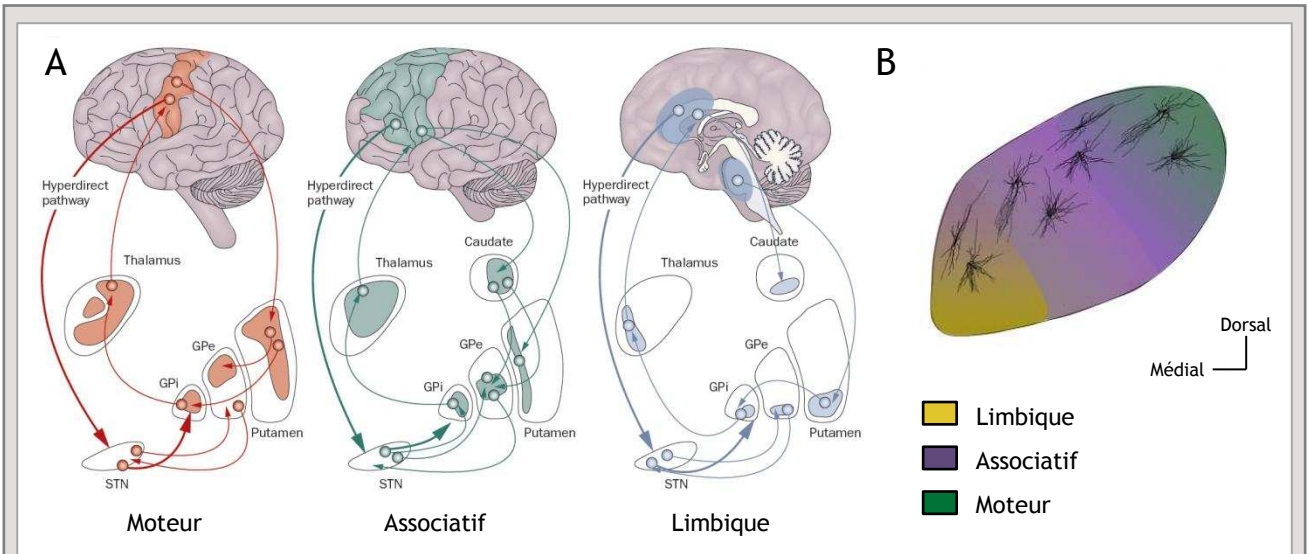 A
Hyperdirect
pathway
Thalamus
GPe
GPi
Putamen
STN
Moteur
Hyperdirect
pathway
Caudate
Thalamus
GPe
GPi
Putamen
STN
Associatif
Hyperdirect
pathway
Caudate
Thalamus
GPe
GPi
Putamen
STN
Limbique
B
Dorsal
Médial
Limbique
Associatif
Moteur